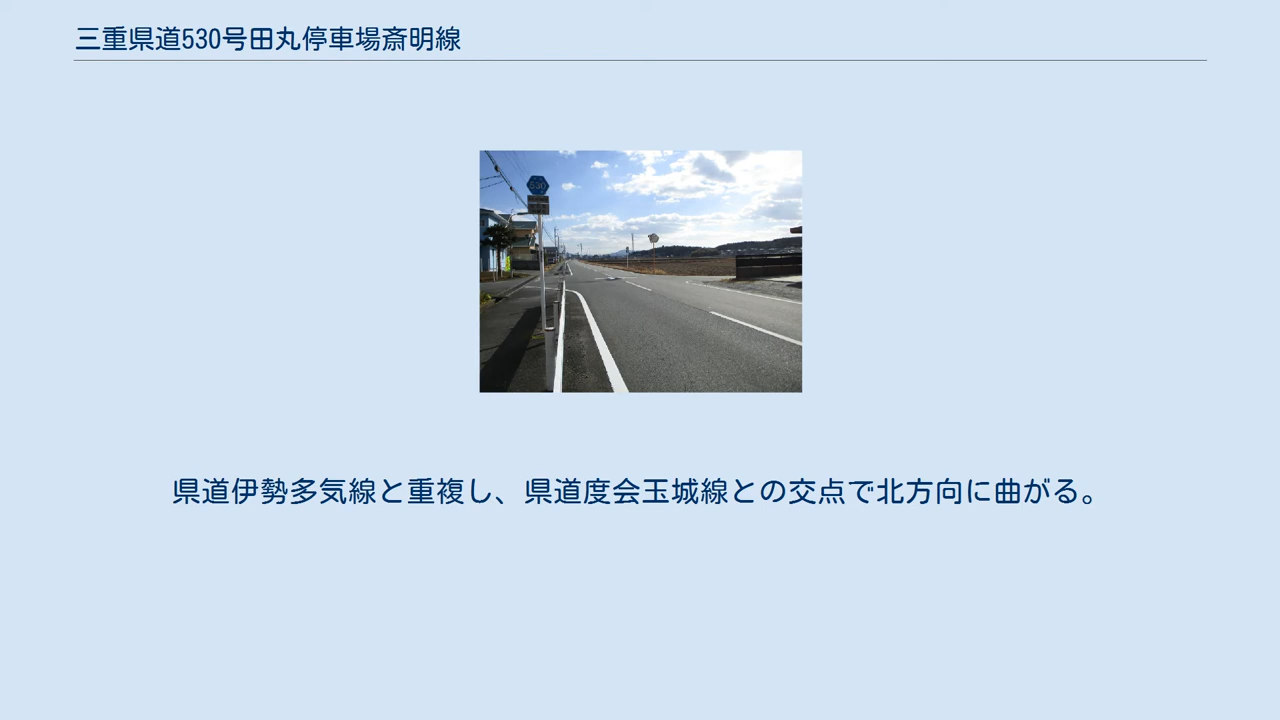 三重県道530号田丸停車場斎明線
530
県道伊勢多気線と重複し、県道度会玉城線との交点で北方向に曲がる。